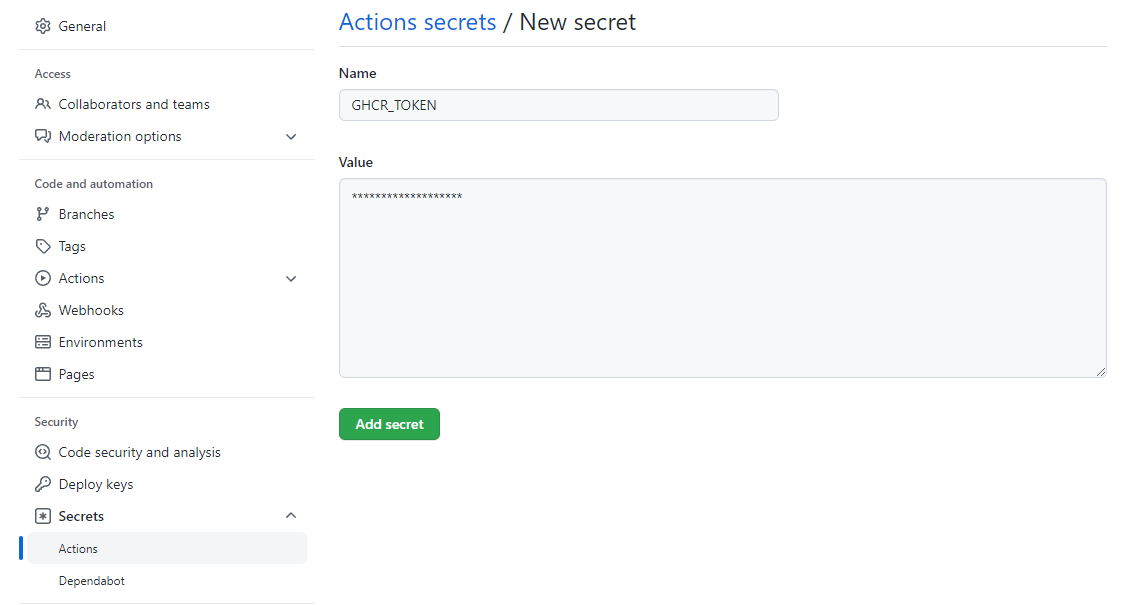 General
Access
Collaborators and teams
Moderation options
Code and automation
Branches
Tags
Actions
Webhooks
Environments
Pages
Security
Code security and analysis
Deploy keys
Secrets
Actions
Dependabot
Actions secrets / New secret
Name
GHCR_TOKEN
Value
*******************
Add secret